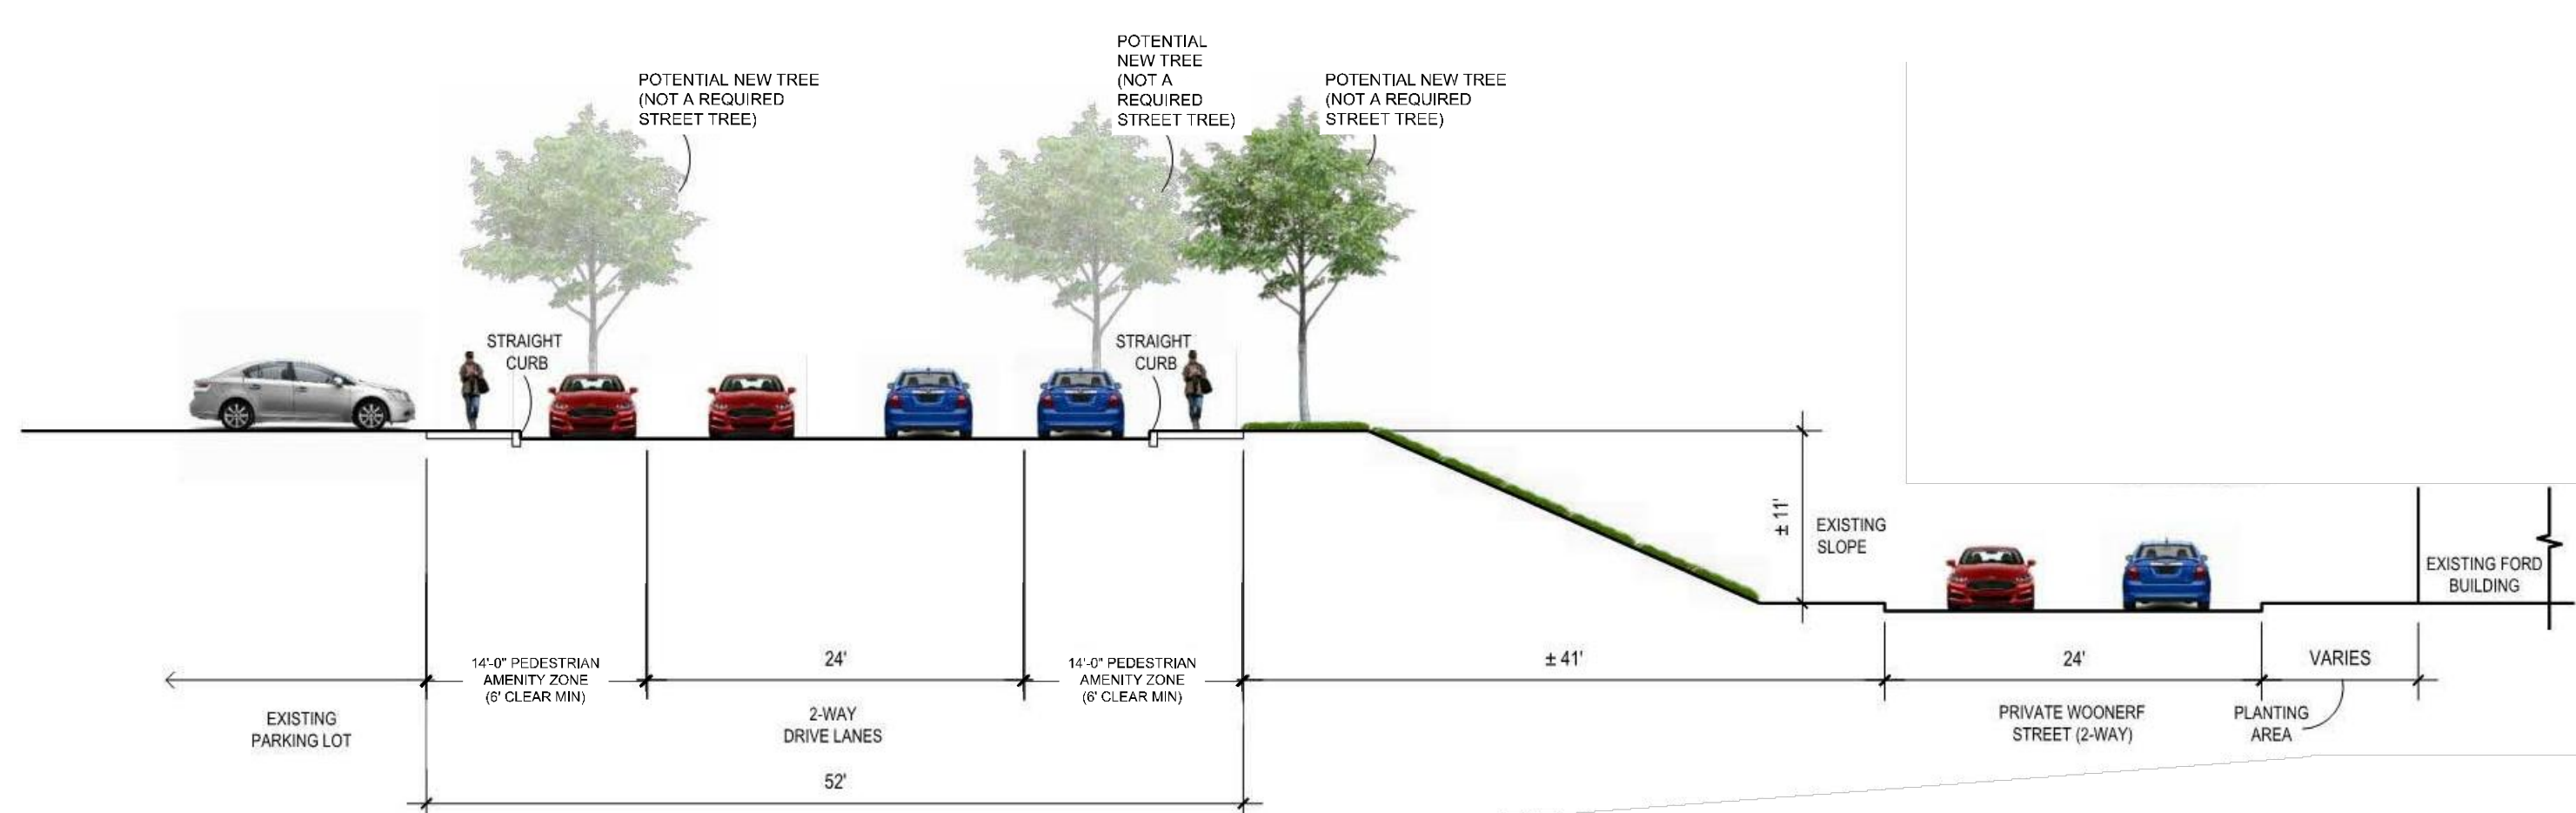 POTENTIAL NEW TREE
(NOT A REQUIRED
STREET TREE)
POTENTIAL
NEW TREE
(NOT A
REQUIRED
STREET TREE)
POTENTIAL NEW TREE
(NOT A REQUIRED
STREET TREE)
STRAIGHT
CURB
STRAIGHT
CURB
± 11'
EXISTING
SLOPE
EXISTING FORD
BUILDING
14'-0" PEDESTRIAN
AMENITY ZONE
(6' CLEAR MIN)
24'
14'-0" PEDESTRIAN
AMENITY ZONE
(6' CLEAR MIN)
± 41'
24'
VARIES
EXISTING
PARKING LOT
2-WAY
DRIVE LANES
PRIVATE WOONERF
STREET (2-WAY)
PLANTING
AREA
52'